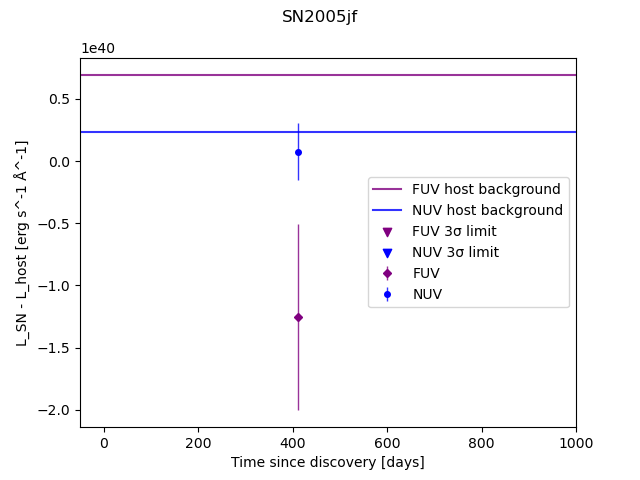 SN2005jf
1e40
0.5
0.0
−0.5
−1.0
−1.5
−2.0
L_SN - L_host [erg s^-1 Å^-1]
FUV host background
NUV host background
FUV 3σ limit
NUV 3σ limit
FUV
NUV
0 200 400 600 800 1000
Time since discovery [days]